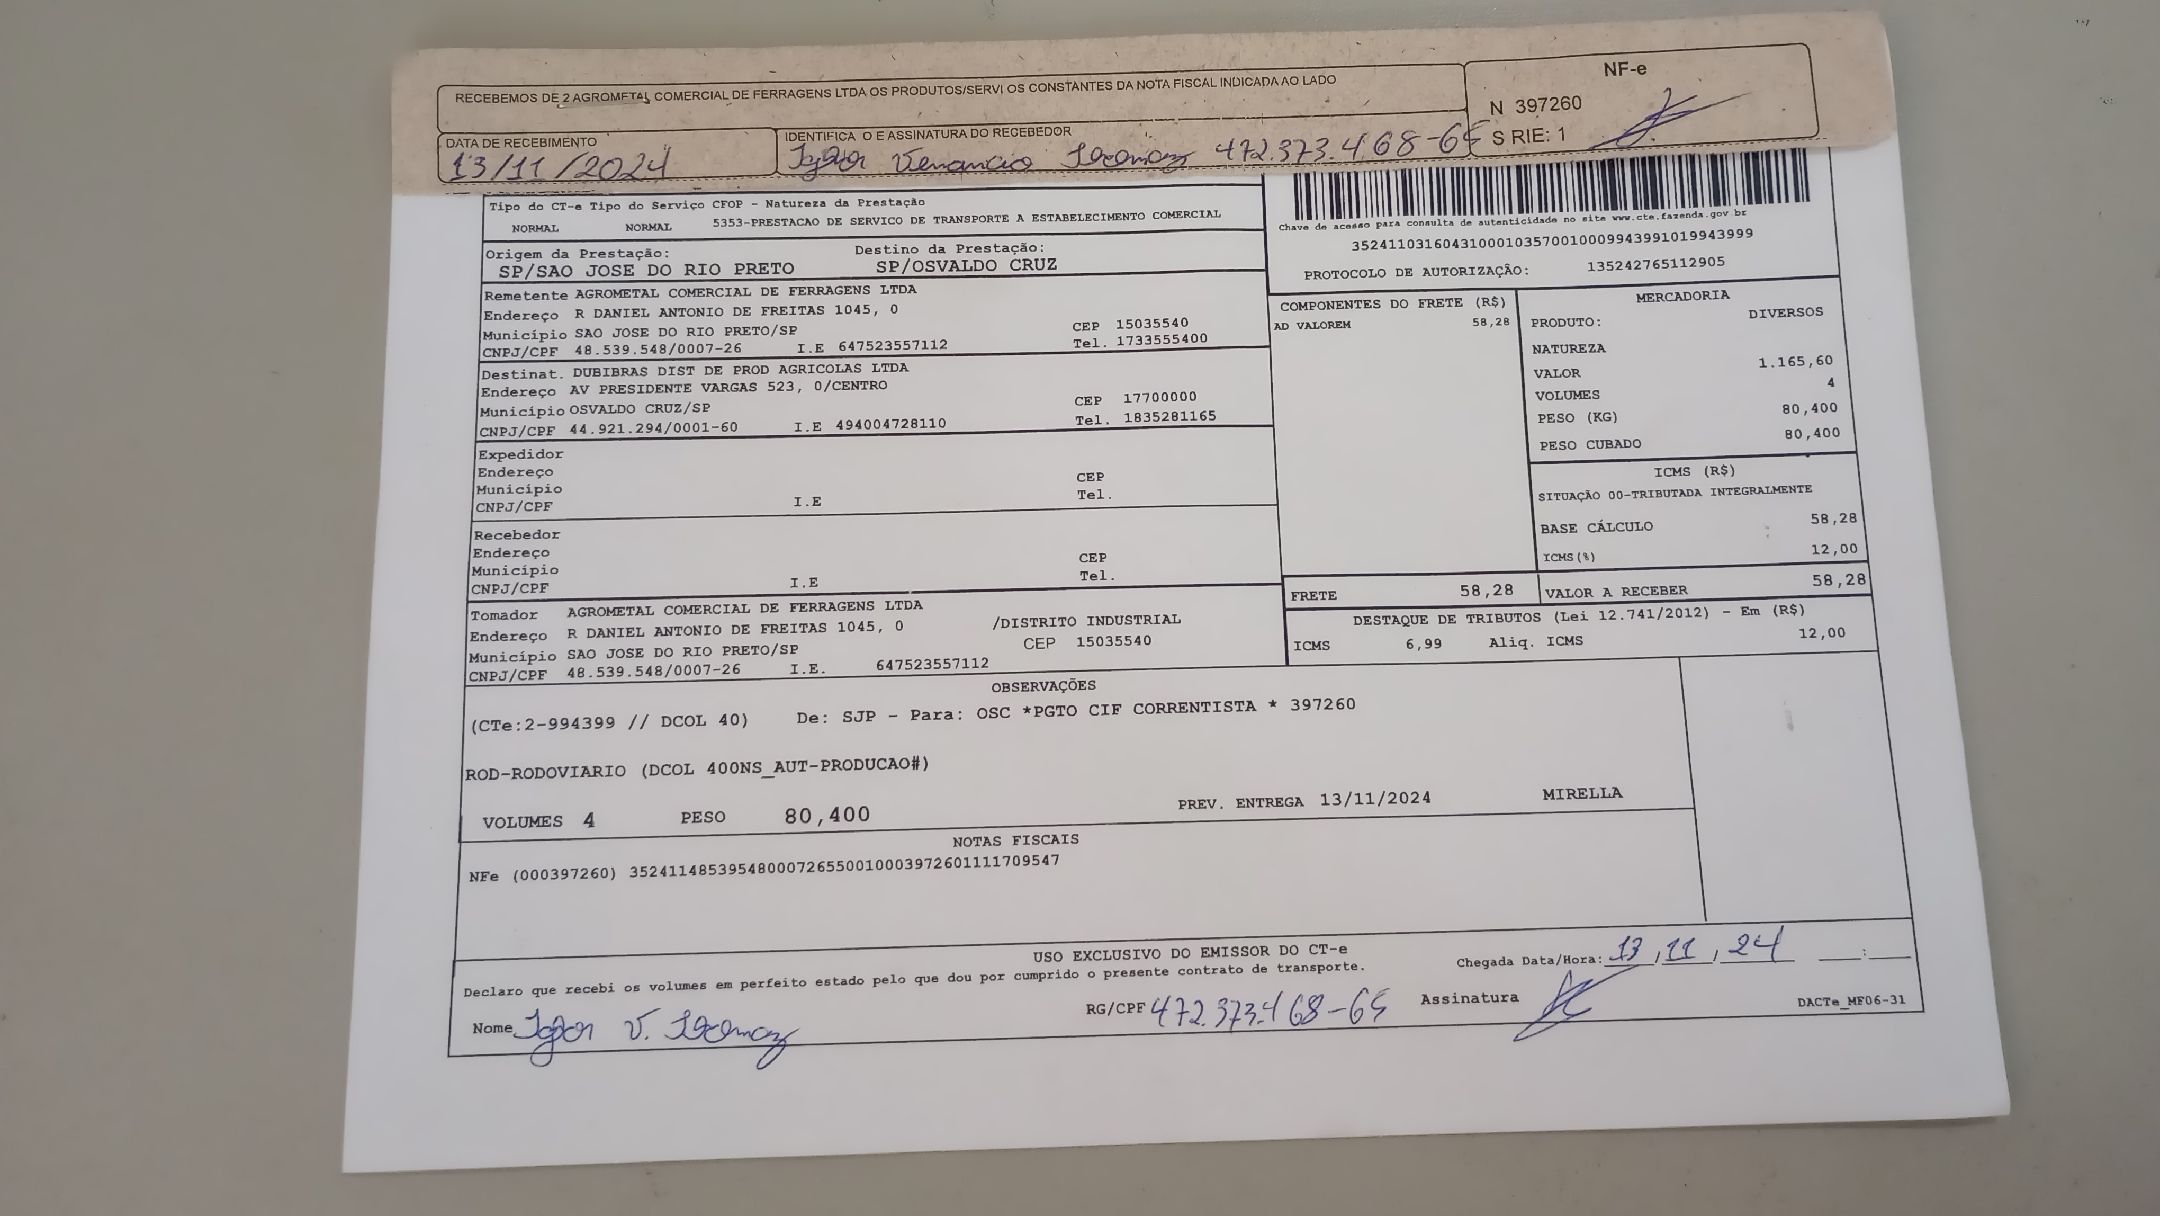 RECEBEMOS DE 2 AGROMETAL COMERCIAL DE FERRAGENS LTDA OS PRODUTOS/SERVI OS CONSTANTES DA NOTA FISCAL INDICADA AO LADO
NF-e
N 397260
S RIE: 1
DATA DE RECEBIMENTO
13/11/2024
IDENTIFICA O E ASSINATURA DO RECEBEDOR
Igor Venancio 472.373.468-65
Tipo do CT-e Tipo do Serviço CFOP - Natureza da Prestação
NORMAL NORMAL 5353-PRESTACAO DE SERVICO DE TRANSPORTE A ESTABELECIMENTO COMERCIAL
Chave de acesso para consulta de autenticidade no site www.cte.fazenda.gov br
35241103160431000103570010009943991019943999
PROTOCOLO DE AUTORIZAÇÃO: 135242765112905
Origem da Prestação: Destino da Prestação:
SP/SAO JOSE DO RIO PRETO SP/OSVALDO CRUZ
Remetente AGROMETAL COMERCIAL DE FERRAGENS LTDA
Endereço R DANIEL ANTONIO DE FREITAS 1045, 0
Município SAO JOSE DO RIO PRETO/SP CEP 15035540
CNPJ/CPF 48.539.548/0007-26 I.E 647523557112 Tel. 1733555400
Destinat. DUBIBRAS DIST DE PROD AGRICOLAS LTDA
Endereço AV PRESIDENTE VARGAS 523, 0/CENTRO
Município OSVALDO CRUZ/SP CEP 17700000
CNPJ/CPF 44.921.294/0001-60 I.E 494004728110 Tel. 1835281165
Expedidor
Endereço
Município CEP
CNPJ/CPF I.E Tel.
Recebedor
Endereço
Município CEP
CNPJ/CPF I.E Tel.
Tomador AGROMETAL COMERCIAL DE FERRAGENS LTDA
Endereço R DANIEL ANTONIO DE FREITAS 1045, 0 /DISTRITO INDUSTRIAL
Município SAO JOSE DO RIO PRETO/SP CEP 15035540
CNPJ/CPF 48.539.548/0007-26 I.E. 647523557112
COMPONENTES DO FRETE (R$)
AD VALOREM 58,28
MERCADORIA
PRODUTO: DIVERSOS
NATUREZA
VALOR 1.165,60
VOLUMES 4
PESO (KG) 80,400
PESO CUBADO 80,400
ICMS (R$)
SITUAÇÃO 00-TRIBUTADA INTEGRALMENTE
BASE CÁLCULO 58,28
ICMS(%) 12,00
FRETE 58,28 VALOR A RECEBER 58,28
DESTAQUE DE TRIBUTOS (Lei 12.741/2012) - Em (R$)
ICMS 6,99 Aliq. ICMS 12,00
OBSERVAÇÕES
(CTe:2-994399 // DCOL 40) De: SJP - Para: OSC *PGTO CIF CORRENTISTA * 397260
ROD-RODOVIARIO (DCOL 400NS_AUT-PRODUCAO#)
VOLUMES 4 PESO 80,400 PREV. ENTREGA 13/11/2024 MIRELLA
NOTAS FISCAIS
NFe (000397260) 35241148539548000726550010003972601111709547
USO EXCLUSIVO DO EMISSOR DO CT-e
Declaro que recebi os volumes em perfeito estado pelo que dou por cumprido o presente contrato de transporte.
Chegada Data/Hora: 13/11/24 __:__
Nome Igor V. RG/CPF 472.373.468-65 Assinatura
DACTe_MF06-31